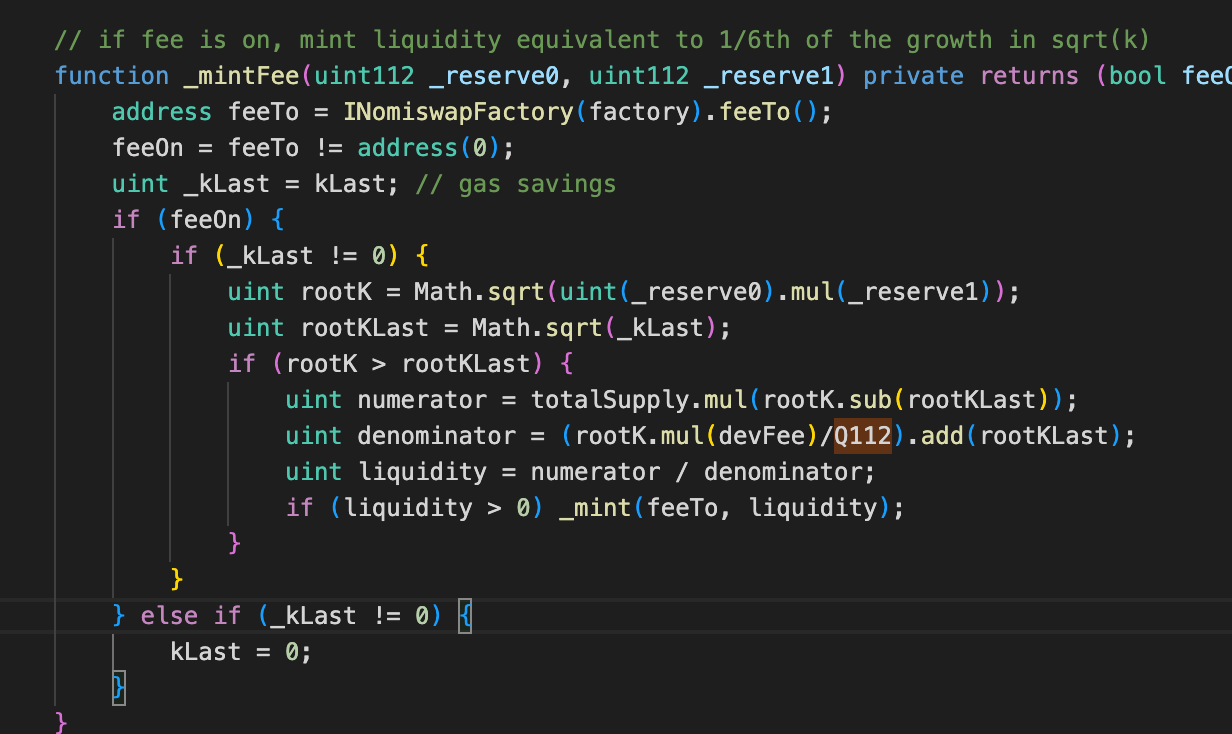 // if fee is on, mint liquidity equivalent to 1/6th of the growth in sqrt(k)
function _mintFee(uint112 _reserve0, uint112 _reserve1) private returns (bool fee
address feeTo = INomiswapFactory(factory).feeTo();
feeOn = feeTo != address(0);
uint _kLast = kLast; // gas savings
if (feeOn) {
if (_kLast != 0) {
uint rootK = Math.sqrt(uint(_reserve0).mul(_reserve1));
uint rootKLast = Math.sqrt(_kLast);
if (rootK > rootKLast) {
uint numerator = totalSupply.mul(rootK.sub(rootKLast));
uint denominator = (rootK.mul(devFee)/Q112).add(rootKLast);
uint liquidity = numerator / denominator;
if (liquidity > 0) _mint(feeTo, liquidity);
}
}
} else if (_kLast != 0) {
kLast = 0;
}
}